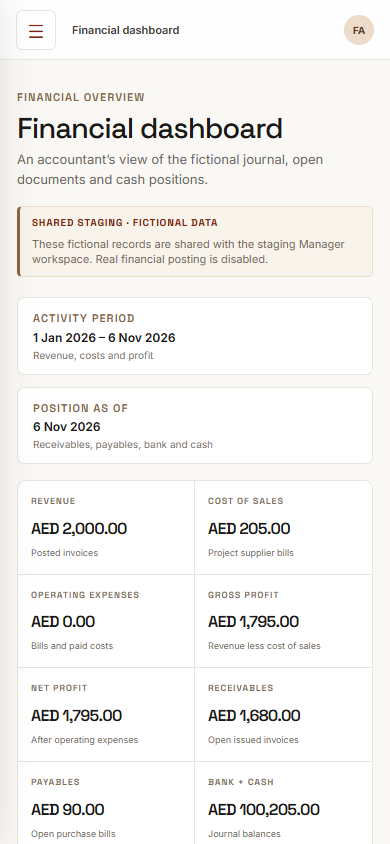 Financial dashboard
FA
FINANCIAL OVERVIEW
Financial dashboard
An accountant’s view of the fictional journal, open
documents and cash positions.
SHARED STAGING · FICTIONAL DATA
These fictional records are shared with the staging Manager
workspace. Real financial posting is disabled.
ACTIVITY PERIOD
1 Jan 2026 – 6 Nov 2026
Revenue, costs and profit
POSITION AS OF
6 Nov 2026
Receivables, payables, bank and cash
REVENUE
AED 2,000.00
Posted invoices
COST OF SALES
AED 205.00
Project supplier bills
OPERATING EXPENSES
AED 0.00
Bills and paid costs
GROSS PROFIT
AED 1,795.00
Revenue less cost of sales
NET PROFIT
AED 1,795.00
After operating expenses
RECEIVABLES
AED 1,680.00
Open issued invoices
PAYABLES
AED 90.00
Open purchase bills
BANK + CASH
AED 100,205.00
Journal balances